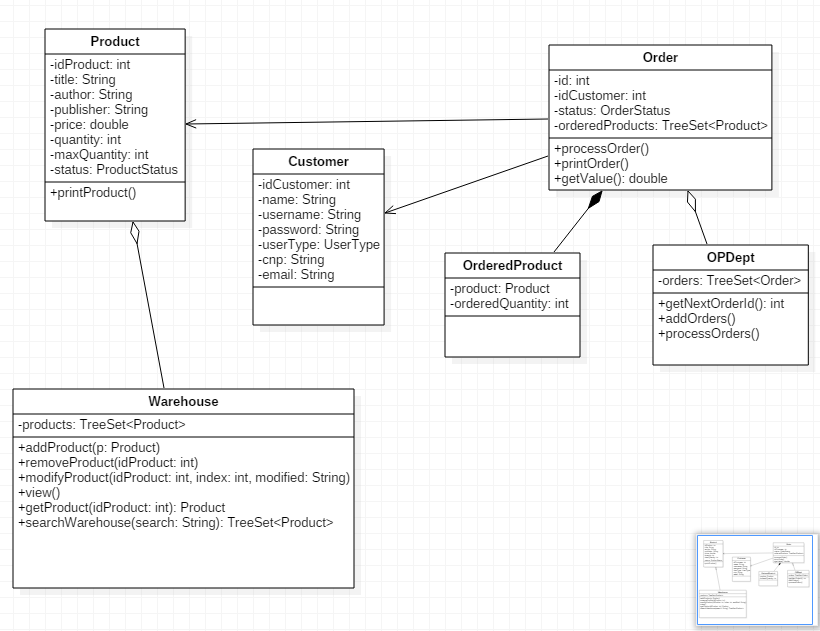 Product
-idProduct: int
-title: String
-author: String
-publisher: String
-price: double
-quantity: int
-maxQuantity: int
-status: ProductStatus
+printProduct()
Customer
-idCustomer: int
-name: String
-username: String
-password: String
-userType: UserType
-cnp: String
-email: String
Order
-id: int
-idCustomer: int
-status: OrderStatus
-orderedProducts: TreeSet<Product>
+processOrder()
+printOrder()
+getValue(): double
OrderedProduct
-product: Product
-orderedQuantity: int
OPDept
-orders: TreeSet<Order>
+getNextOrderId(): int
+addOrders()
+processOrders()
Warehouse
-products: TreeSet<Product>
+addProduct(p: Product)
+removeProduct(idProduct: int)
+modifyProduct(idProduct: int, index: int, modified: String)
+view()
+getProduct(idProduct: int): Product
+searchWarehouse(search: String): TreeSet<Product>